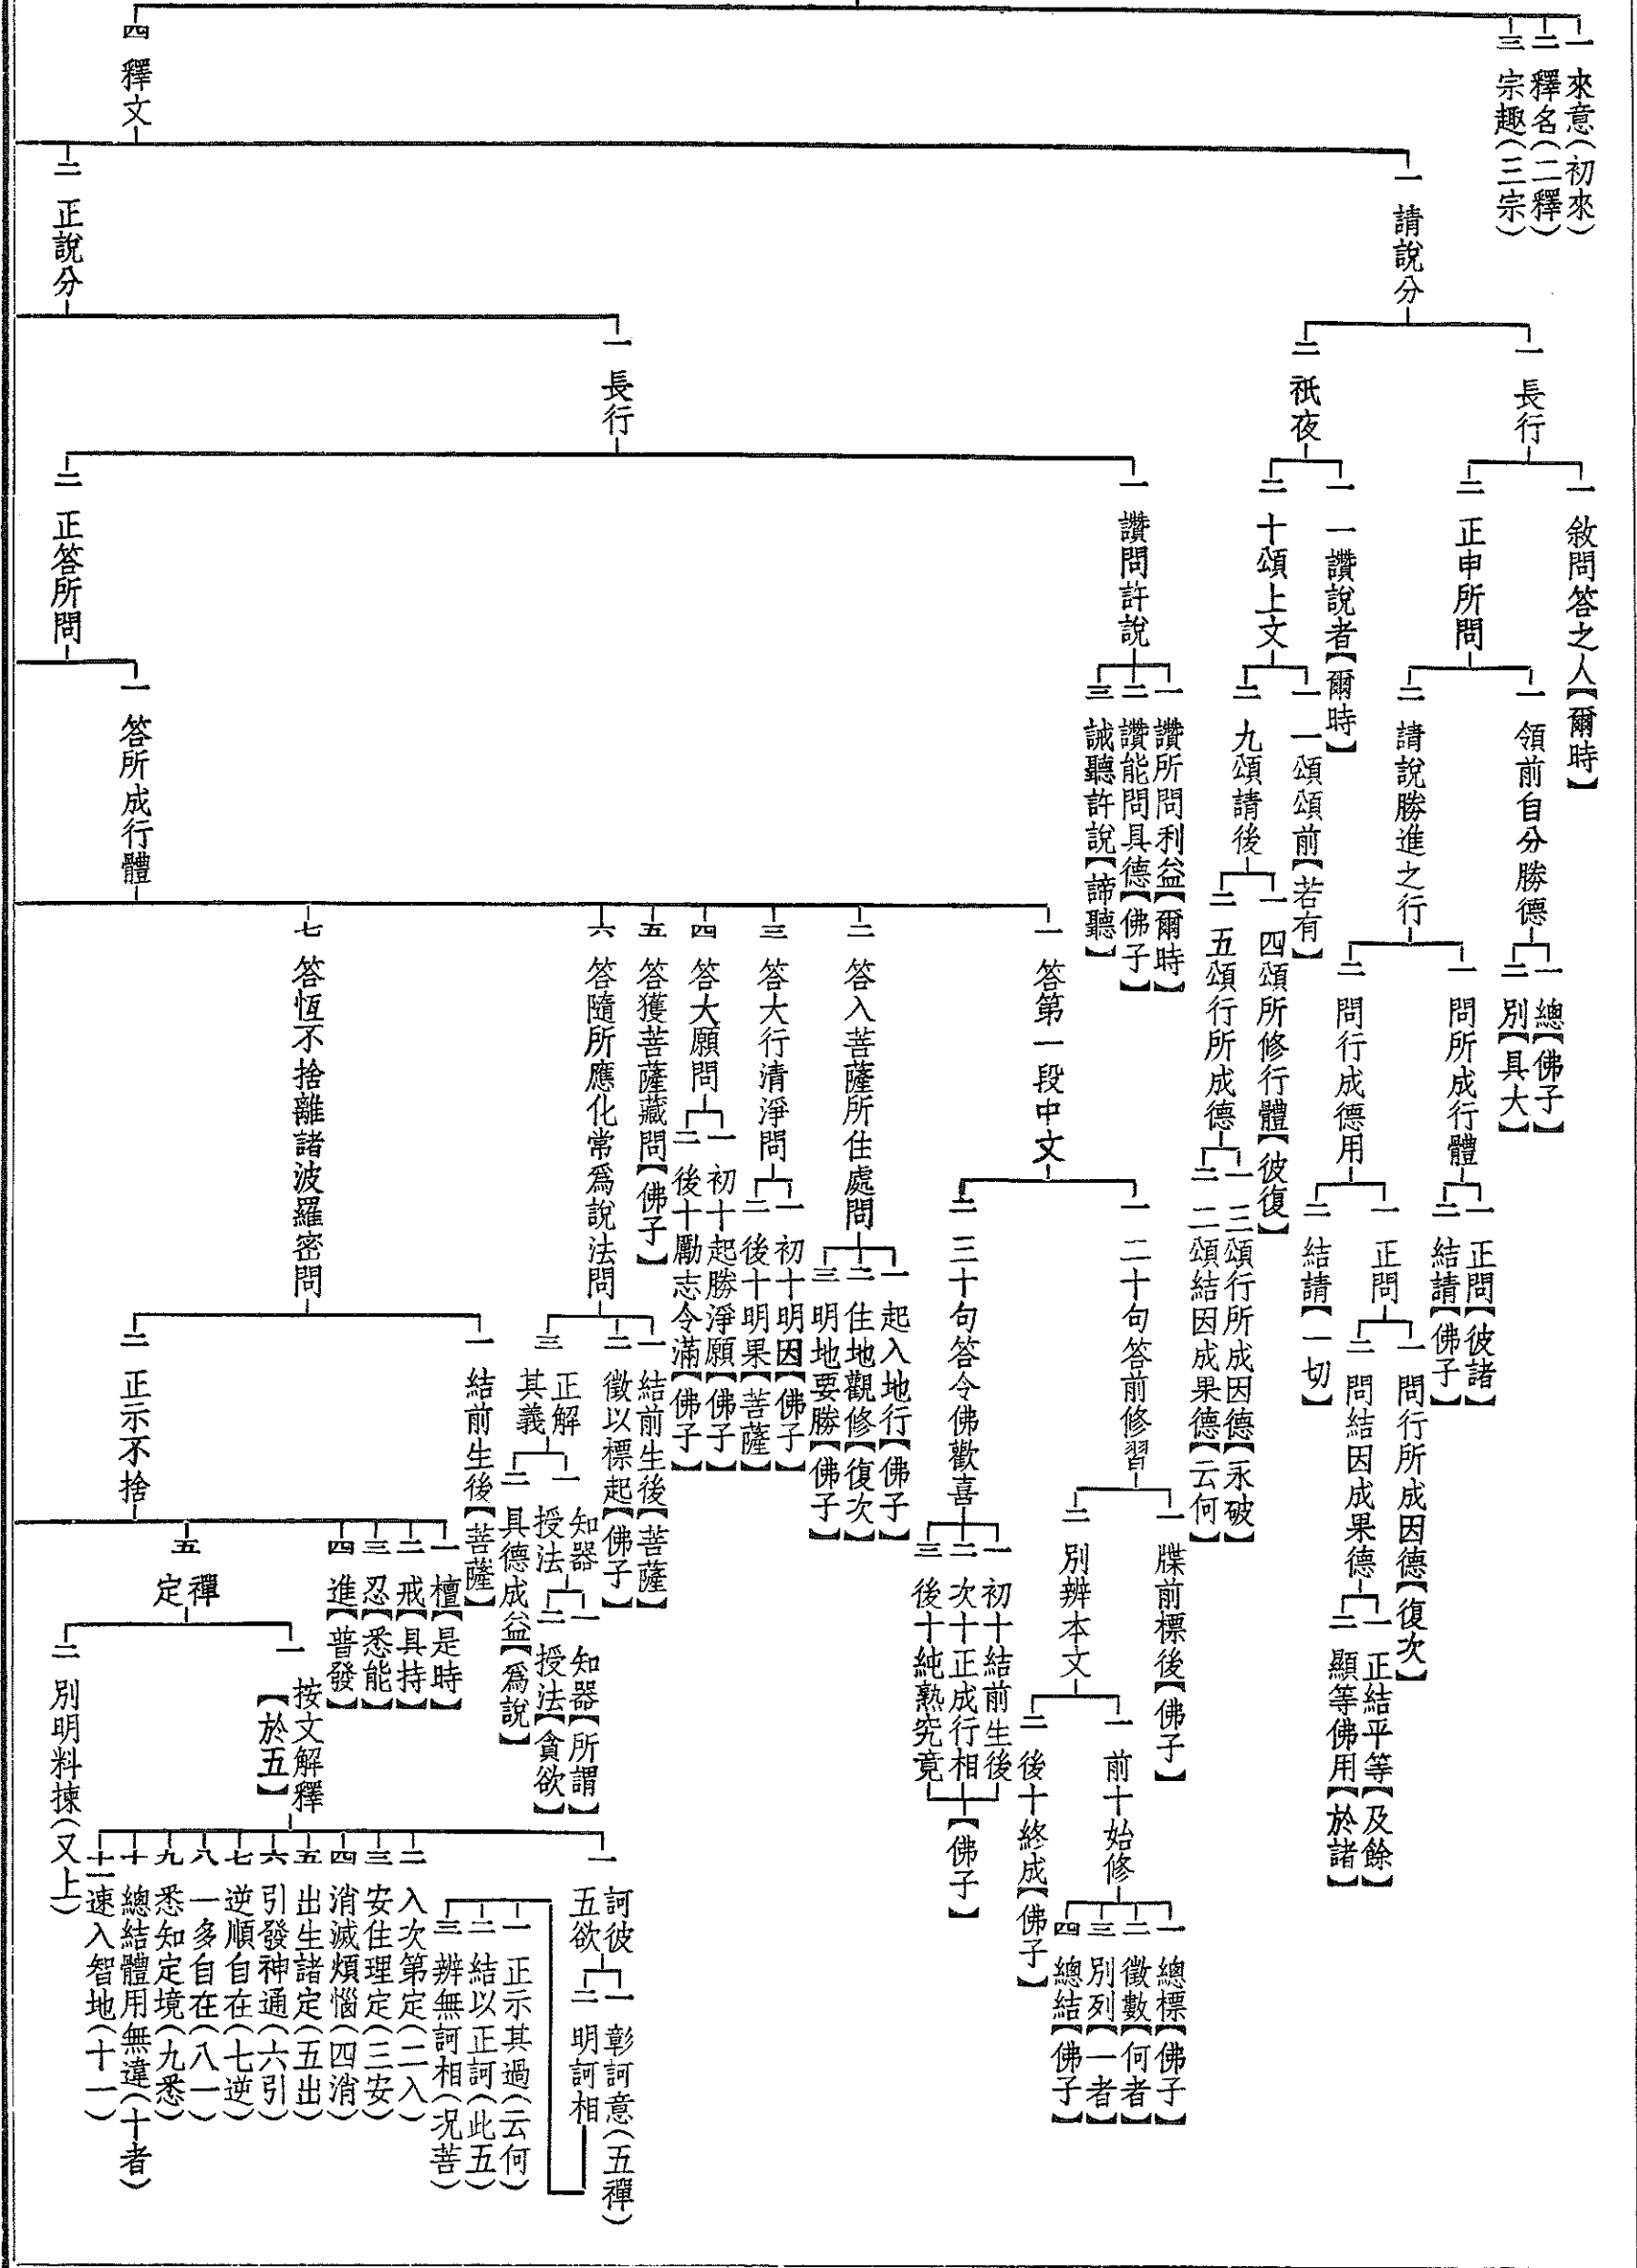 一 來意(初來)
二 釋名(二釋)
三 宗趣(三宗)
四 釋文
一 請說分
一 長行
一 敘問答之人【爾時】
二 正申所問
一 領前自分勝德
一 總【佛子】
二 別【具大】
二 請說勝進之行
一 問所成行體
一 正問【彼諸】
二 結請【佛子】
二 問行成德用
一 正問
一 問行所成因德【復次】
二 問結因成果德
一 正結平等【及餘】
二 顯等佛用【於諸】
二 結請【一切】
二 祇夜
一 一讚說者【爾時】
二 十頌上文
一 一頌頌前【若有】
二 九頌請後
一 四頌所修行體【彼復】
二 五頌行所成德
一 三頌行所成因德【永破】
二 二頌結因成果德【云何】
二 正說分
一 長行
一 讚問許說
一 讚所問利益【爾時】
二 讚能問具德【佛子】
三 誡聽許說【諦聽】
二 正答所問
一 答所成行體
一 答第一段中文
一 二十句答前修習
一 牒前標後【佛子】
二 別辨本文
一 前十始修
一 總標【佛子】
二 徵數【何者】
三 別列【一者】
四 總結【佛子】
二 後十終成【佛子】
二 三十句答令佛歡喜
一 初十結前生後
二 次十正成行相
三 後十純熟究竟
【佛子】
二 答入菩薩所住處問
一 起入地行【佛子】
二 住地觀修【復次】
三 明地要勝【佛子】
三 答大行清淨問
一 初十明因【佛子】
二 後十明果【菩薩】
四 答大願問
一 初十起勝淨願【佛子】
二 後十勵志令滿【佛子】
五 答獲菩薩藏問【佛子】
六 答隨所應化常爲說法問
一 結前生後【菩薩】
二 徵以標起【佛子】
三 正解其義
一 知器授法
一 知器【所謂】
二 授法【貪欲】
二 具德成益【爲說】
七 答恆不捨離諸波羅密問
一 結前生後【菩薩】
二 正示不捨
一 檀【是時】
二 戒【具持】
三 忍【悉能】
四 進【普發】
五 禪定
一 按文解釋【於五】
一 訶彼五欲
一 彰訶意(五禪)
二 明訶相
一 正示其過(云何)
二 結以正訶(此五)
三 辨無訶相(況菩)
二 入次第定(二入)
三 安住理定(三安)
四 消滅煩惱(四消)
五 出生諸定(五出)
六 引發神通(六引)
七 逆順自在(七逆)
八 一多自在(八一)
九 悉知定境(九悉)
十 總結體用無違(十者)
十一 速入智地(十一)
二 別明料揀(又上)